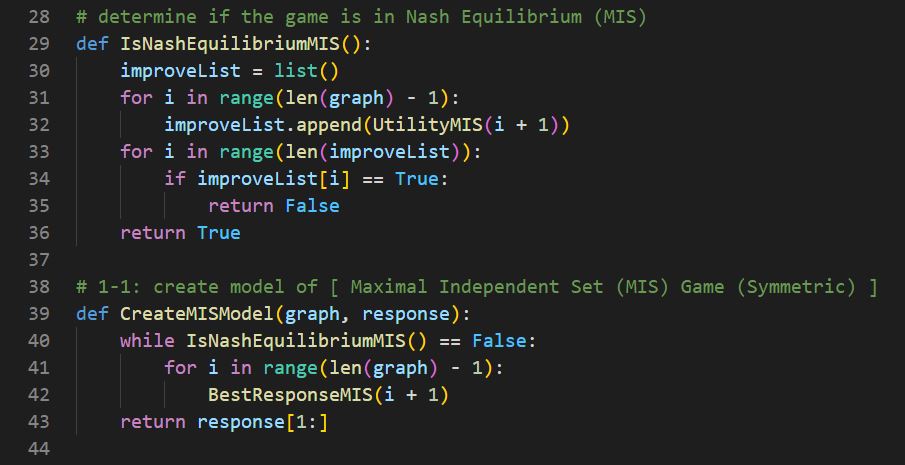 28 # determine if the game is in Nash Equilibrium (MIS)
29 def IsNashEquilibriumMIS():
30     improveList = list()
31     for i in range(len(graph) - 1):
32         improveList.append(UtilityMIS(i + 1))
33     for i in range(len(improveList)):
34         if improveList[i] == True:
35             return False
36     return True
37
38 # 1-1: create model of [ Maximal Independent Set (MIS) Game (Symmetric) ]
39 def CreateMISModel(graph, response):
40     while IsNashEquilibriumMIS() == False:
41         for i in range(len(graph) - 1):
42             BestResponseMIS(i + 1)
43     return response[1:]
44